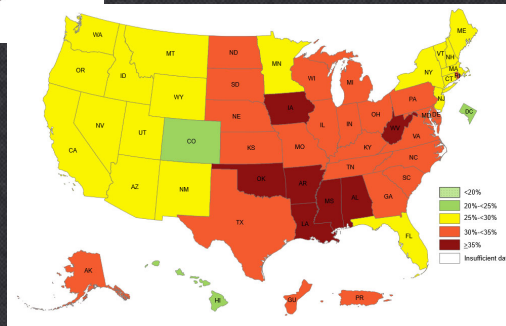 WA
MT
ND
MN
ME
OR
ID
SD
WI
MI
VT
NH
NY
MA
CT
RI
WY
NE
IA
PA
NJ
NV
UT
CO
IL
IN
OH
MD
DE
DC
CA
KS
MO
KY
WV
VA
AZ
NM
OK
AR
TN
NC
SC
TX
LA
MS
AL
GA
FL
AK
HI
GU
PR
<20%
20%-<25%
25%-<30%
30%-<35%
≥35%
Insufficient da